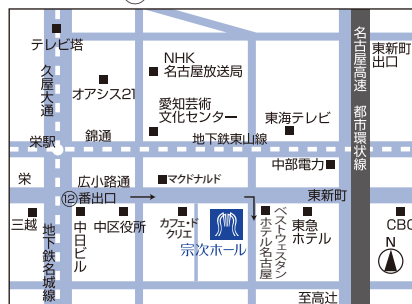 テレビ塔
久屋大通
オアシス21
NHK
名古屋放送局
愛知芸術
文化センター
名古屋高速 都市環状線
東新町
出口
東海テレビ
栄駅
錦通
地下鉄東山線
中部電力
栄
広小路通
⑫番出口
マクドナルド
東新町
三越
地下鉄名城線
中日ビル
中区役所
カフェ・ド
クリエ
宗次ホール
ベストウェスタン
ホテル名古屋
東急
ホテル
CBC
N
至高辻